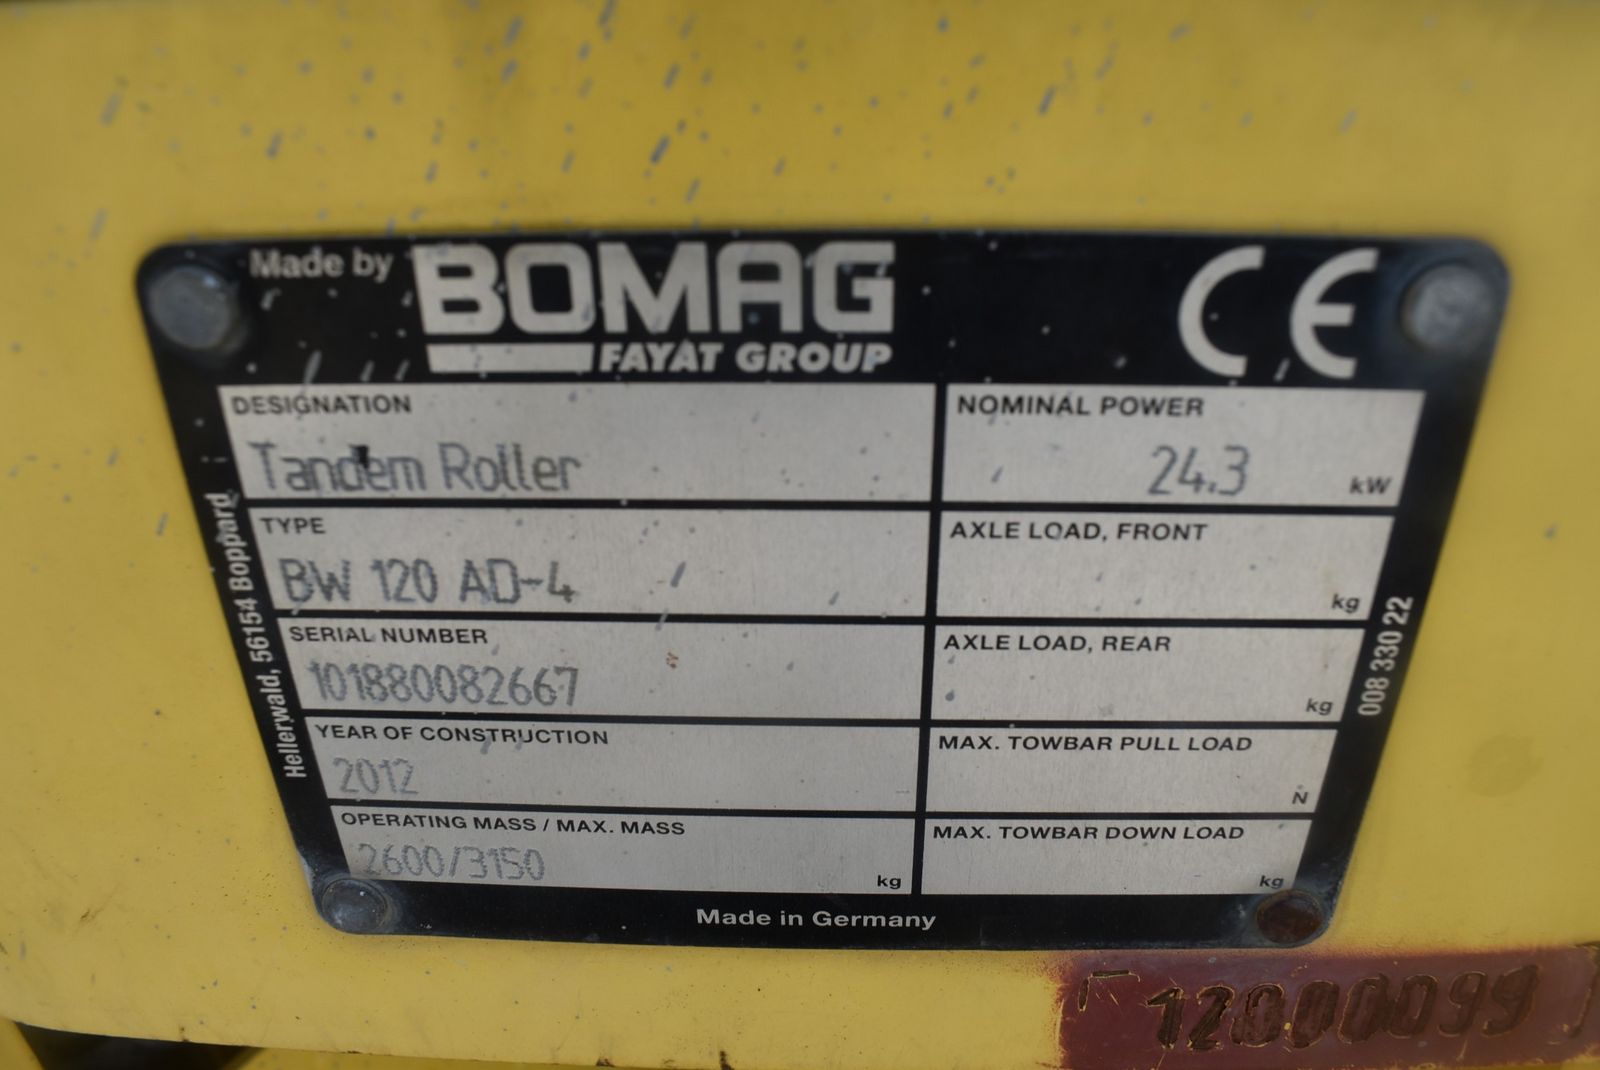 Made by BOMAG
FAYAT GROUP
CE
DESIGNATION
Tandem Roller
NOMINAL POWER
24.3 kW
TYPE
BW 120 AD-4
AXLE LOAD, FRONT
kg
SERIAL NUMBER
101880082667
AXLE LOAD, REAR
kg
YEAR OF CONSTRUCTION
2012
MAX. TOWBAR PULL LOAD
N
OPERATING MASS / MAX. MASS
2600/3150 kg
MAX. TOWBAR DOWN LOAD
kg
Made in Germany
Hellerwald, 56154 Boppard
008 330 22